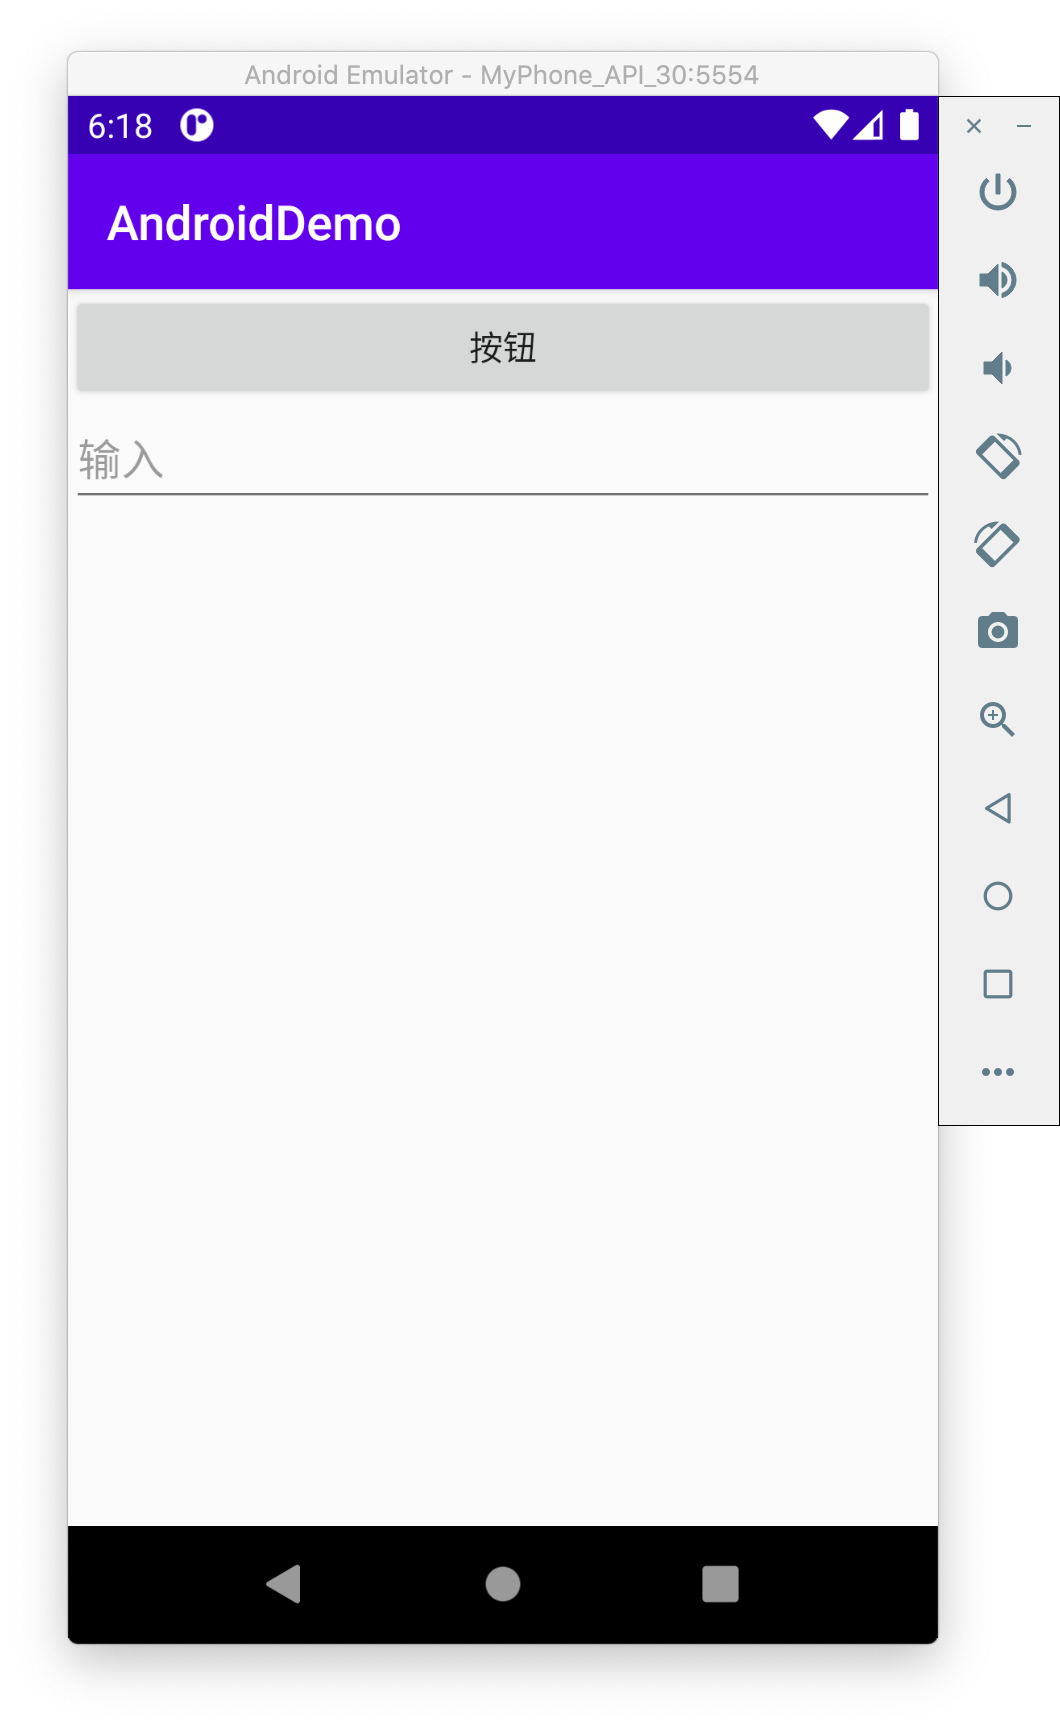 Android Emulator - MyPhone_API_30:5554
6:18
AndroidDemo
按钮
输入